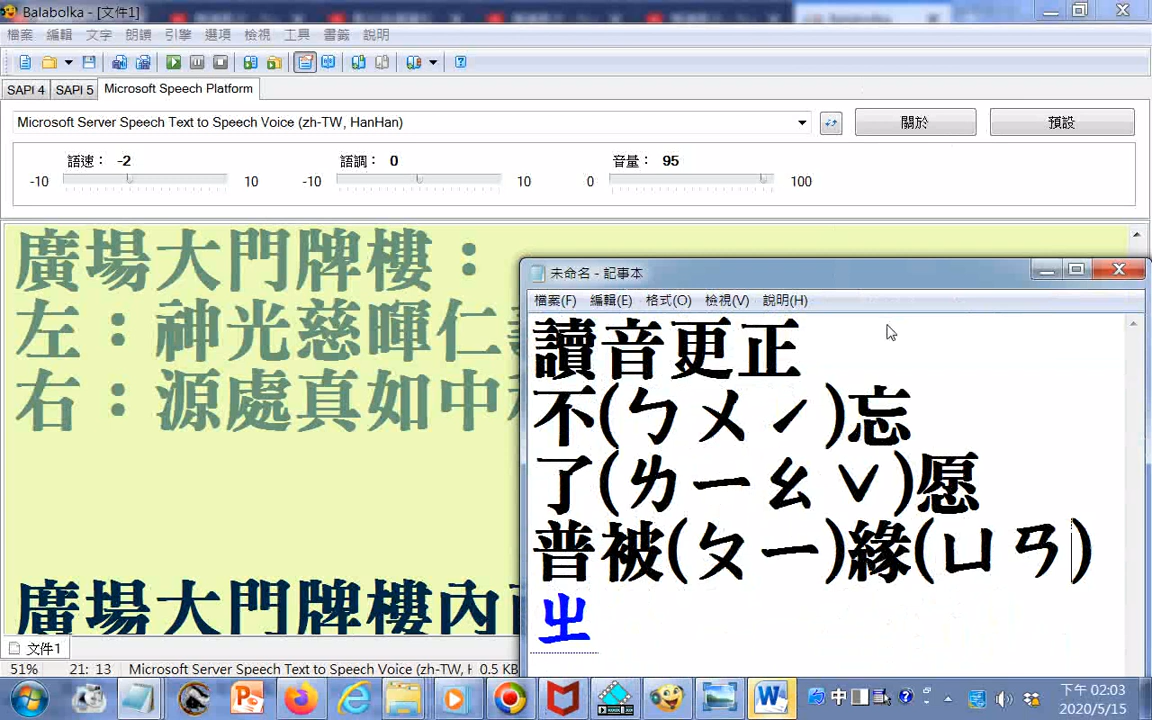 Balabolka - [文件1]
檔案 編輯 文字 朗讀 引擎 選項 檢視 工具 書籤 說明
SAPI 4 SAPI 5 Microsoft Speech Platform
Microsoft Server Speech Text to Speech Voice (zh-TW, HanHan) 關於 預設
語速： -2 語調： 0 音量： 95
-10 10 -10 10 0 100
廣場大門牌樓：
左：神光慈暉仁
右：源處真如中
廣場大門牌樓內
未命名 - 記事本
檔案(F) 編輯(E) 格式(O) 檢視(V) 說明(H)
讀音更正
不(ㄅㄨˊ)忘
了(ㄌㄧㄠˇ)愿
普被(ㄆㄧ)緣(ㄩㄢ)
ㄓ
文件1
51% 21: 13 Microsoft Server Speech Text to Speech Voice (zh-TW, H 0.5 KB
中
下午 02:03
2020/5/15